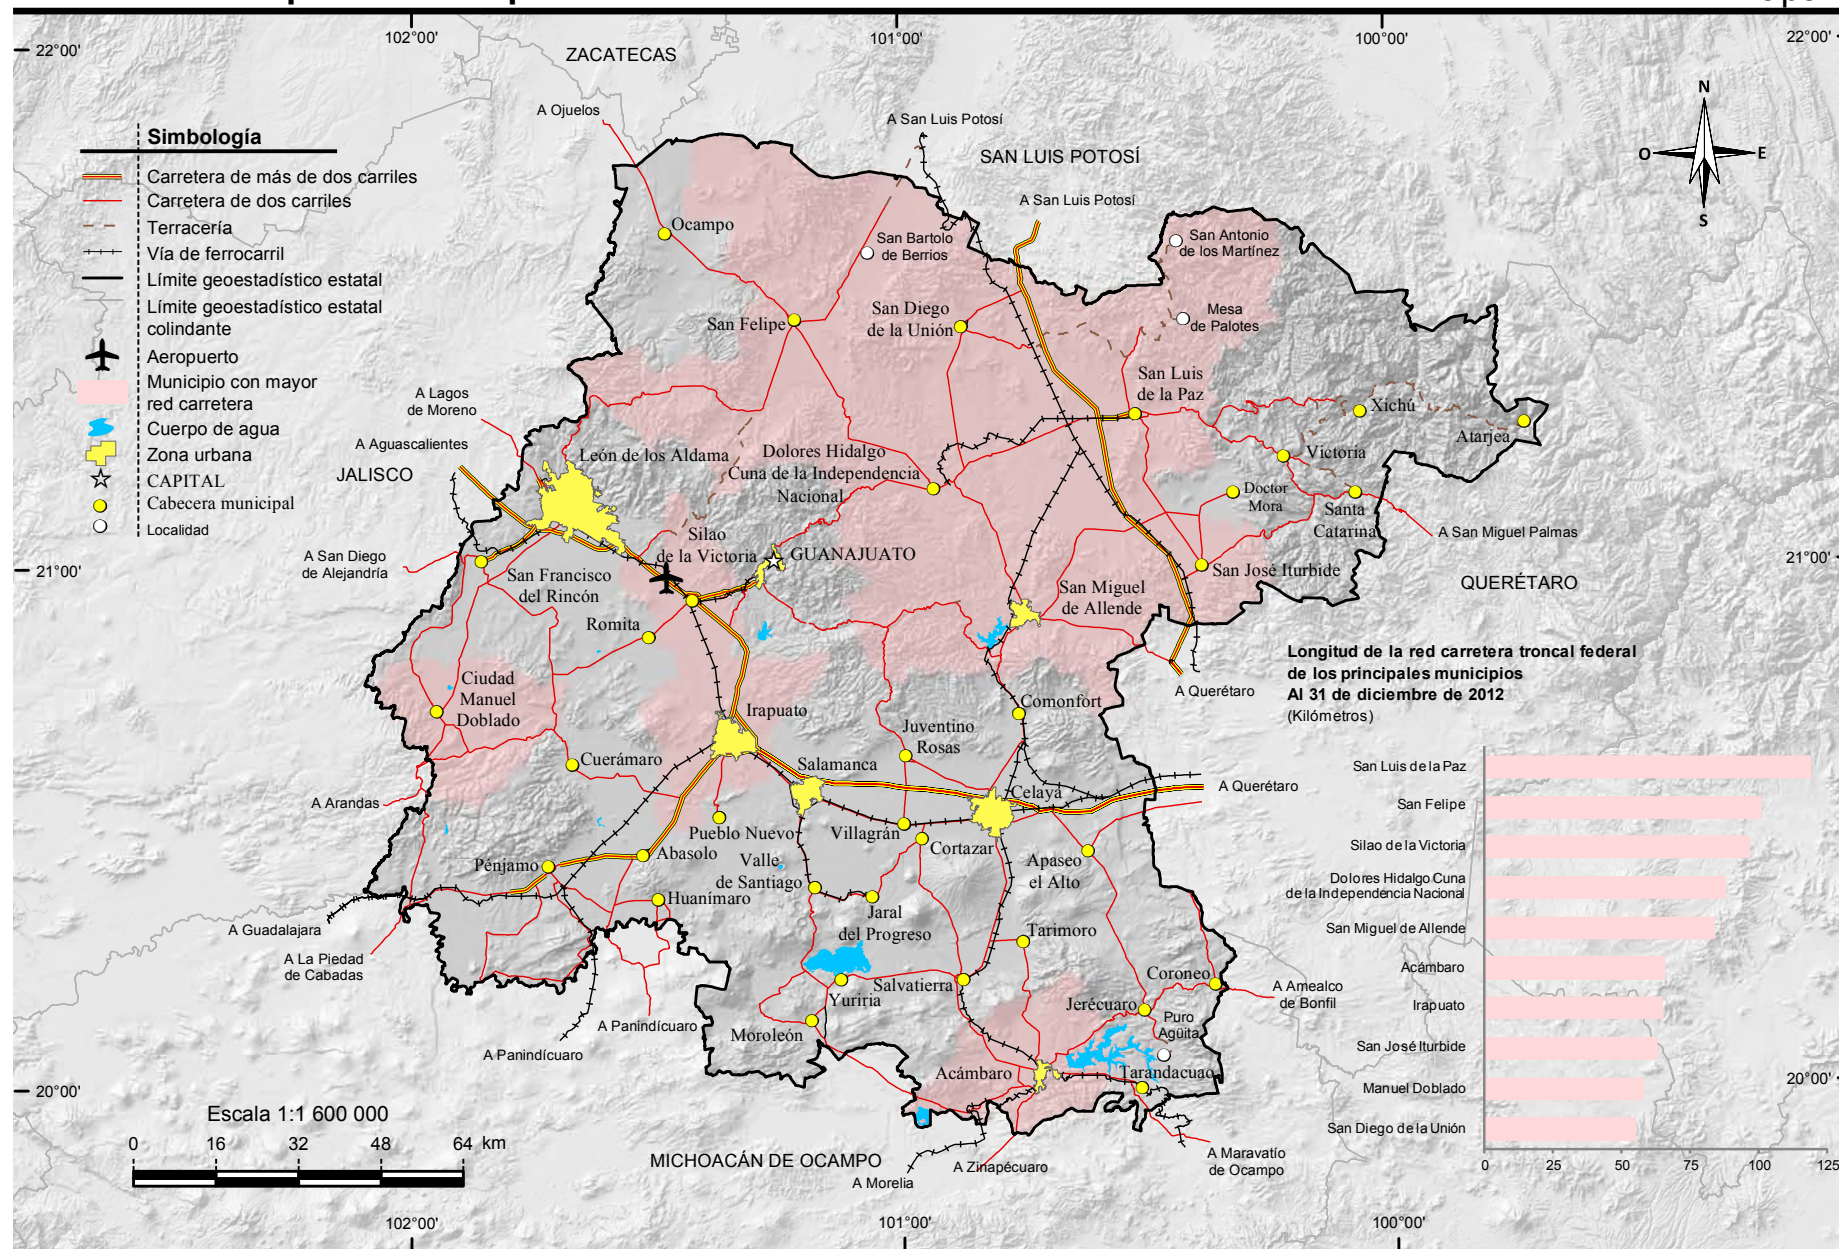 102°00'
101°00'
100°00'
22°00'
22°00'
ZACATECAS
A Ojuelos
A San Luis Potosí
SAN LUIS POTOSÍ
A San Luis Potosí
N
O
E
S
Simbología
Carretera de más de dos carriles
Carretera de dos carriles
Terracería
Vía de ferrocarril
Límite geoestadístico estatal
Límite geoestadístico estatal
colindante
Aeropuerto
Municipio con mayor
red carretera
Cuerpo de agua
Zona urbana
CAPITAL
Cabecera municipal
Localidad
Ocampo
San Bartolo
de Berrios
San Antonio
de los Martínez
San Felipe
San Diego
de la Unión
Mesa
de Palotes
San Luis
de la Paz
A Lagos
de Moreno
A Aguascalientes
JALISCO
León de los Aldama
Dolores Hidalgo
Cuna de la Independencia
Nacional
Xichú
Atarjea
Victoria
Doctor
Mora
Santa
Catarina
A San Miguel Palmas
Silao
de la Victoria
GUANAJUATO
A San Diego
de Alejandría
21°00'
21°00'
San Francisco
del Rincón
San José Iturbide
QUERÉTARO
San Miguel
de Allende
Romita
Ciudad
Manuel
Doblado
A Querétaro
Irapuato
Comonfort
Juventino
Rosas
Cuerámaro
Salamanca
Celaya
A Querétaro
A Arandas
Pueblo Nuevo
Villagrán
Cortazar
Abasolo
Pénjamo
Valle
de Santiago
Apaseo
el Alto
Huanímaro
Jaral
del Progreso
A Guadalajara
Tarimoro
A La Piedad
de Cabadas
Yuriria
Salvatierra
Coroneo
A Amealco
de Bonfil
Jerécuaro
Puro
Agüita
A Panindícuaro
A Panindícuaro
Moroleón
Acámbaro
Tarandacuao
20°00'
20°00'
A Zinapécuaro
A Morelia
A Maravatío
de Ocampo
MICHOACÁN DE OCAMPO
Escala 1:1 600 000
0 16 32 48 64 km
102°00'
101°00'
100°00'
Longitud de la red carretera troncal federal
de los principales municipios
Al 31 de diciembre de 2012
(Kilómetros)
San Luis de la Paz
San Felipe
Silao de la Victoria
Dolores Hidalgo Cuna
de la Independencia Nacional
San Miguel de Allende
Acámbaro
Irapuato
San José Iturbide
Manuel Doblado
San Diego de la Unión
0 25 50 75 100 125